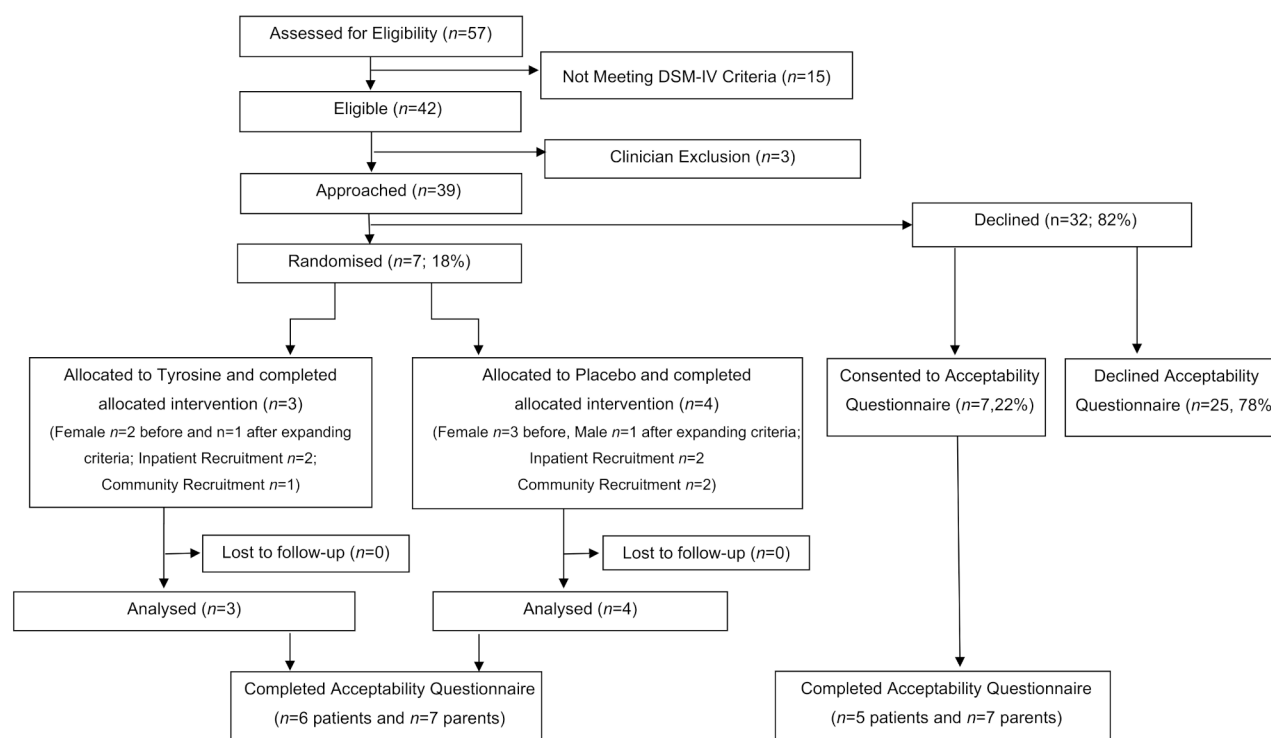 Assessed for Eligibility (n=57)
Not Meeting DSM-IV Criteria (n=15)
Eligible (n=42)
Clinician Exclusion (n=3)
Approached (n=39)
Declined (n=32; 82%)
Randomised (n=7; 18%)
Allocated to Tyrosine and completed
allocated intervention (n=3)
(Female n=2 before and n=1 after expanding
criteria; Inpatient Recruitment n=2;
Community Recruitment n=1)
Allocated to Placebo and completed
allocated intervention (n=4)
(Female n=3 before, Male n=1 after expanding criteria;
Inpatient Recruitment n=2
Community Recruitment n=2)
Consented to Acceptability
Questionnaire (n=7,22%)
Declined Acceptability
Questionnaire (n=25, 78%
Lost to follow-up (n=0)
Lost to follow-up (n=0)
Analysed (n=3)
Analysed (n=4)
Completed Acceptability Questionnaire
(n=6 patients and n=7 parents)
Completed Acceptability Questionnaire
(n=5 patients and n=7 parents)